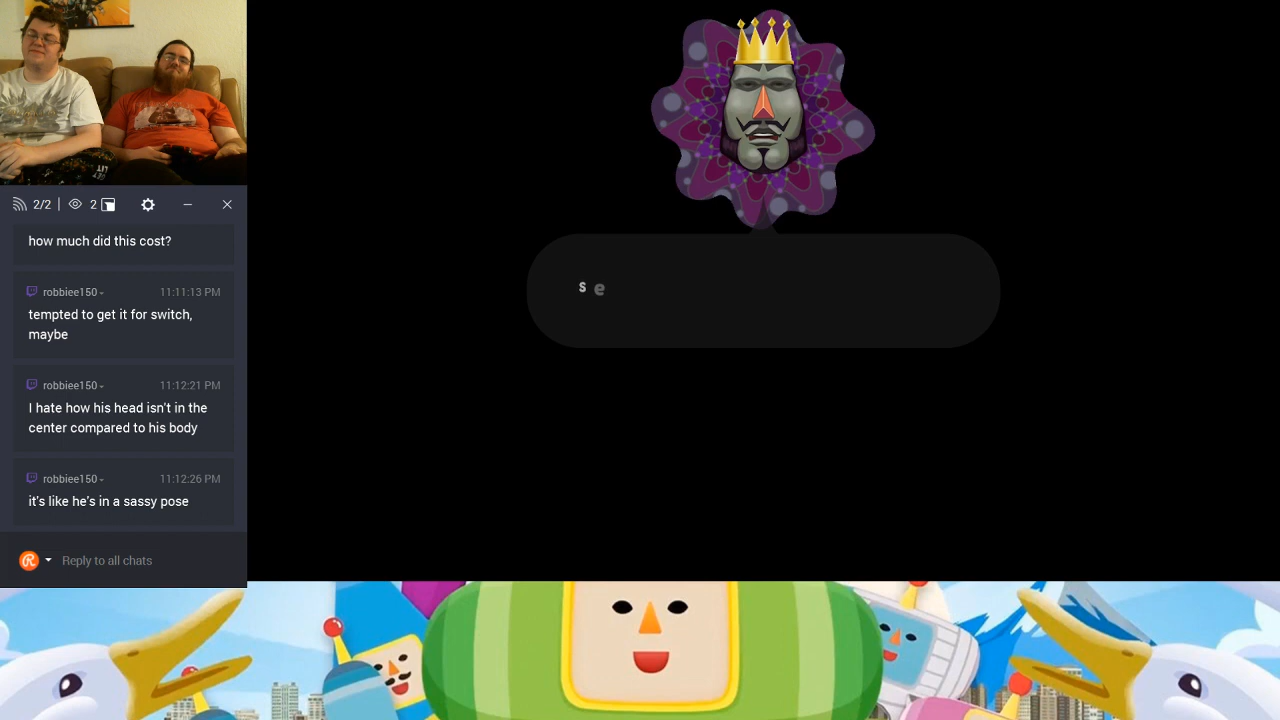 2/2 | 2
how much did this cost?
robbiee150 11:11:13 PM
tempted to get it for switch,
maybe
robbiee150 11:12:21 PM
I hate how his head isn't in the
center compared to his body
robbiee150 11:12:26 PM
it's like he's in a sassy pose
Reply to all chats
s e